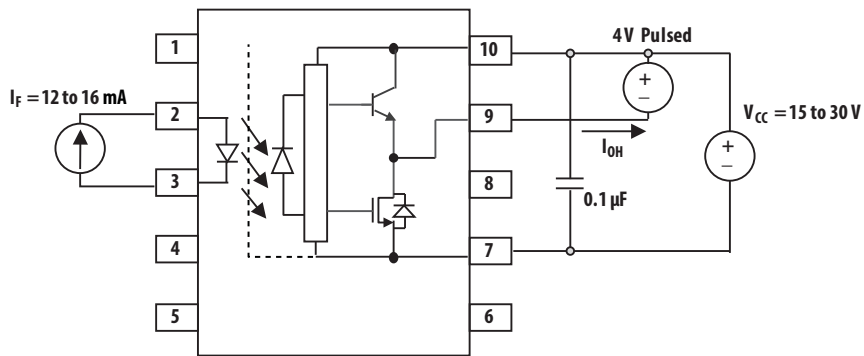 1
2
3
4
5
10
9
8
7
6
I_F = 12 to 16 mA
4V Pulsed
+
−
I_OH
0.1 µF
V_CC = 15 to 30 V
+
−